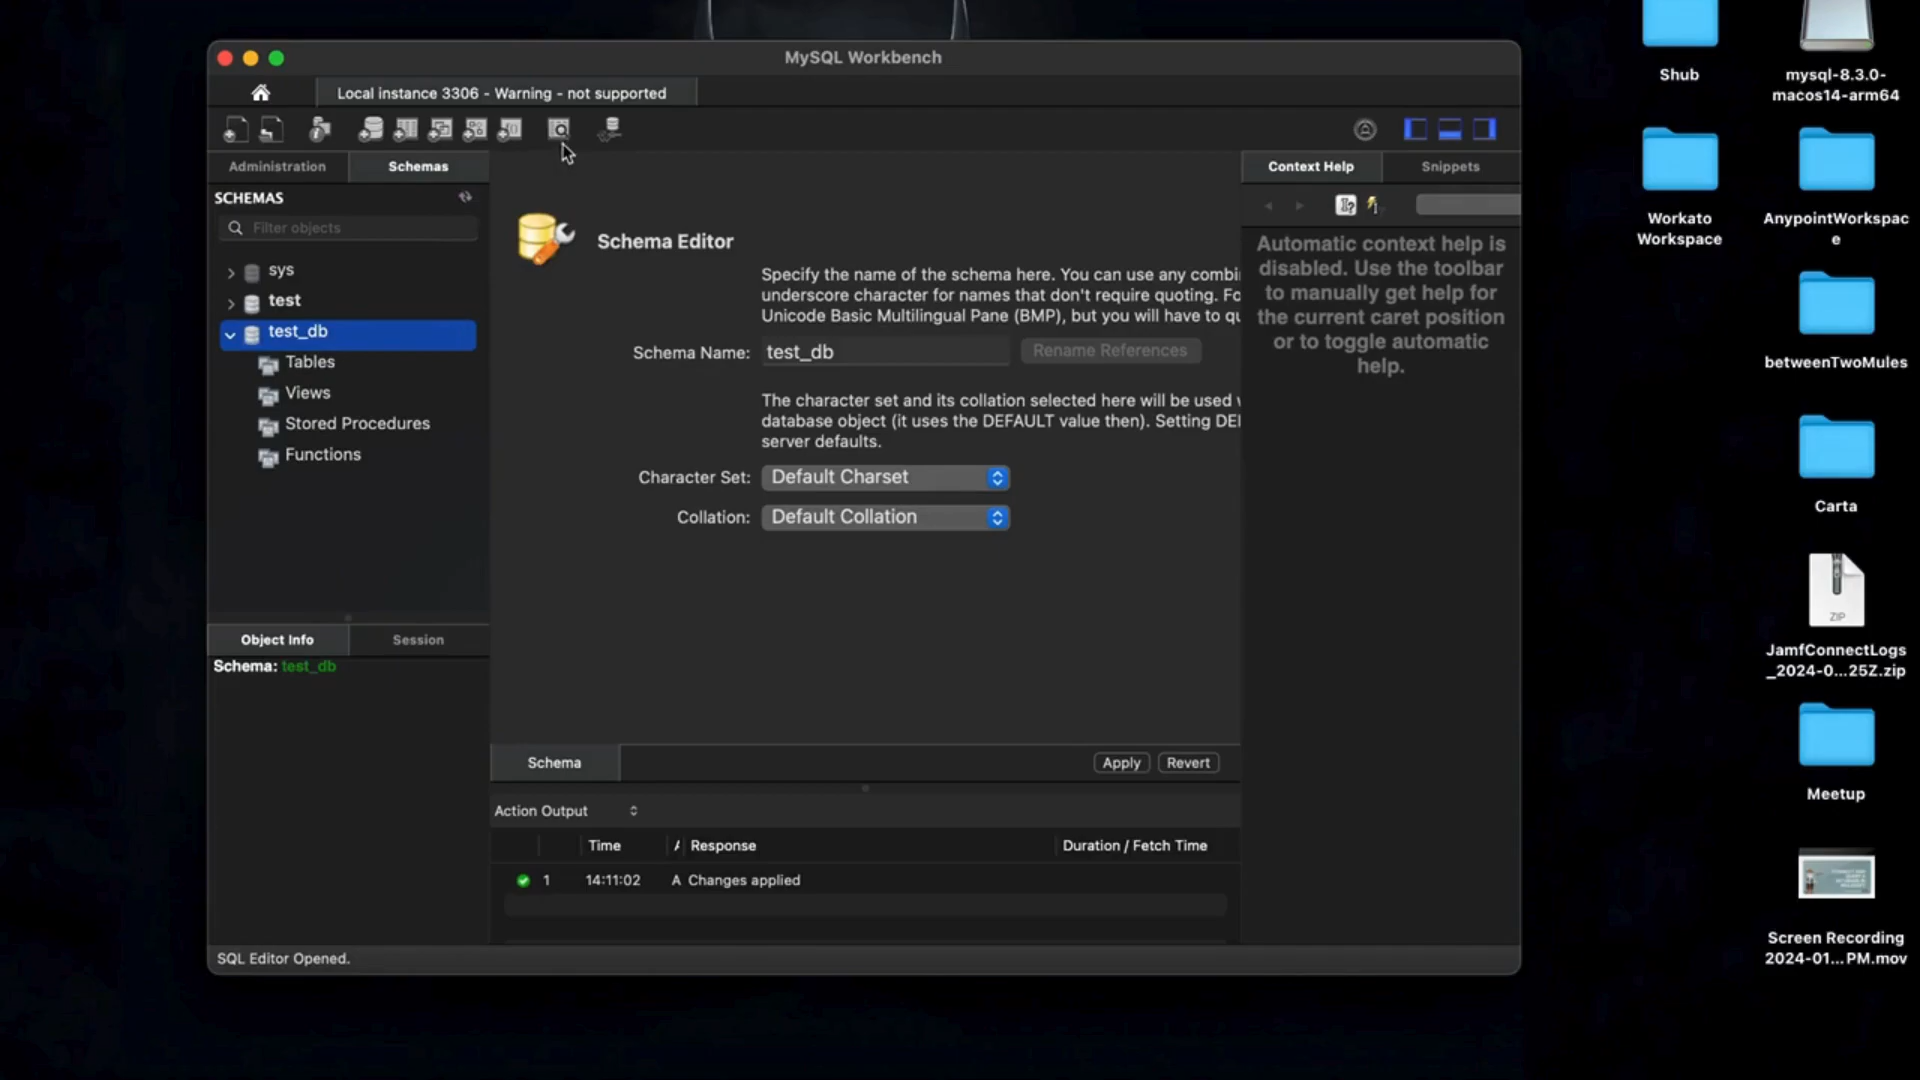 MySQL Workbench
Local instance 3306 - Warning - not supported
Administration
Schemas
SCHEMAS
Filter objects
sys
test
test_db
Tables
Views
Stored Procedures
Functions
Object Info
Session
Schema: test_db
Schema Editor
Specify the name of the schema here. You can use any combi
underscore character for names that don't require quoting. Fo
Unicode Basic Multilingual Pane (BMP), but you will have to qu
Schema Name: test_db
Rename References
The character set and its collation selected here will be used
database object (it uses the DEFAULT value then). Setting DE
server defaults.
Character Set: Default Charset
Collation: Default Collation
Schema
Apply
Revert
Action Output
Time
Response
Duration / Fetch Time
1 14:11:02 A Changes applied
SQL Editor Opened.
Context Help
Snippets
Automatic context help is
disabled. Use the toolbar
to manually get help for
the current caret position
or to toggle automatic
help.
Shub
mysql-8.3.0-
macos14-arm64
Workato
Workspace
AnypointWorkspac
e
betweenTwoMules
Carta
ZIP
JamfConnectLogs
_2024-0...25Z.zip
Meetup
Screen Recording
2024-01...PM.mov